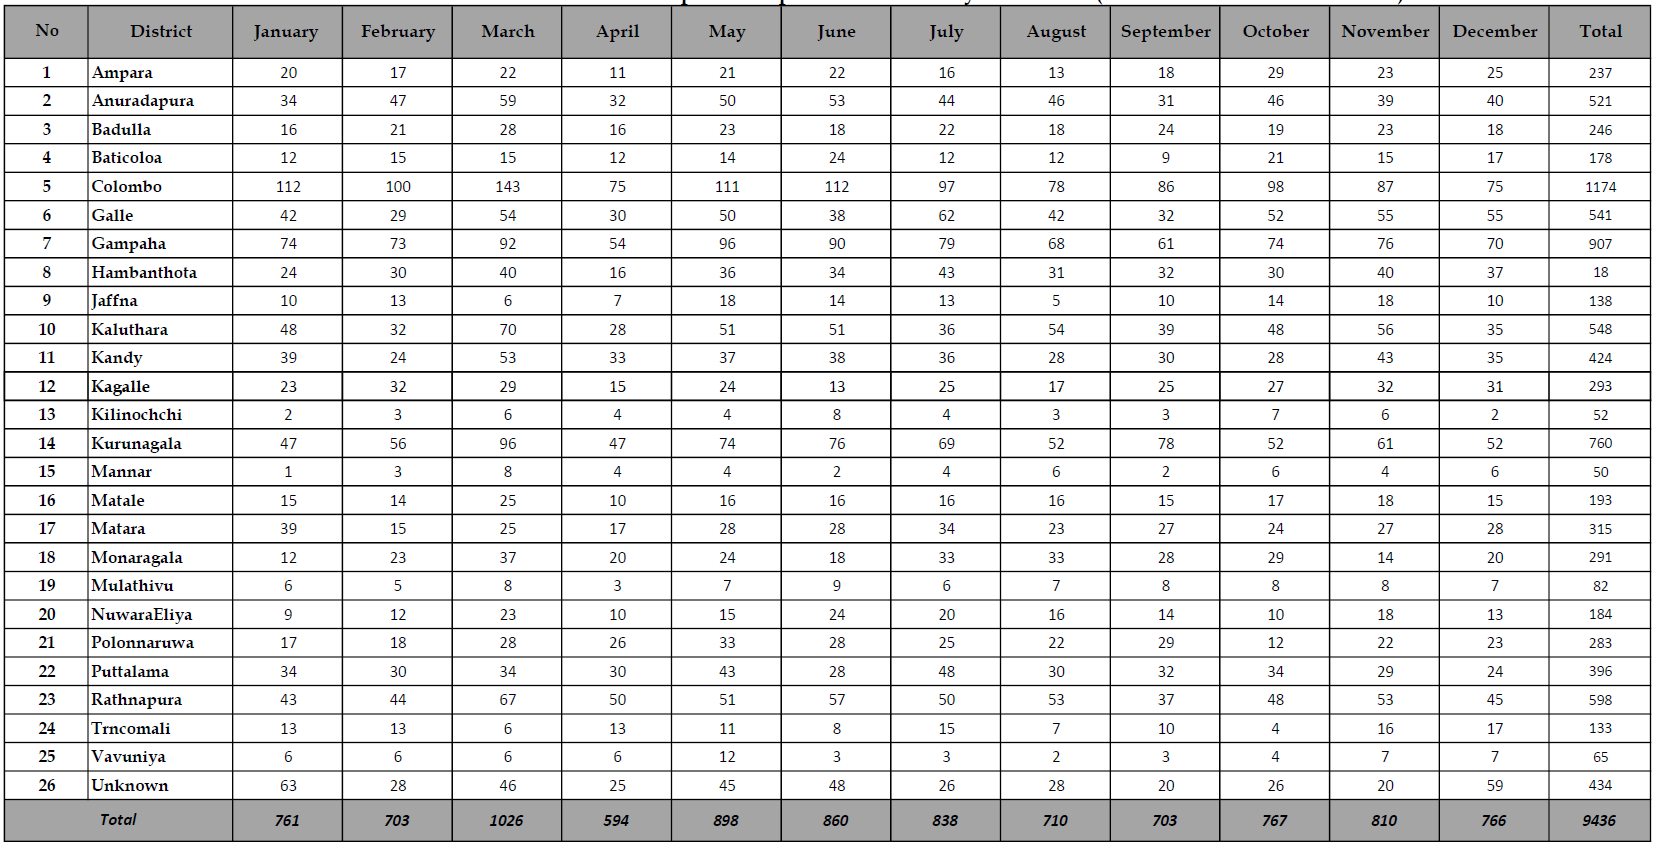 No District January February March April May June July August September October November December Total
1 Ampara 20 17 22 11 21 22 16 13 18 29 23 25 237
2 Anuradapura 34 47 59 32 50 53 44 46 31 46 39 40 521
3 Badulla 16 21 28 16 23 18 22 18 24 19 23 18 246
4 Baticoloa 12 15 15 12 14 24 12 12 9 21 15 17 178
5 Colombo 112 100 143 75 111 112 97 78 86 98 87 75 1174
6 Galle 42 29 54 30 50 38 62 42 32 52 55 55 541
7 Gampaha 74 73 92 54 96 90 79 68 61 74 76 70 907
8 Hambanthota 24 30 40 16 36 34 43 31 32 30 40 37 18
9 Jaffna 10 13 6 7 18 14 13 5 10 14 18 10 138
10 Kaluthara 48 32 70 28 51 51 36 54 39 48 56 35 548
11 Kandy 39 24 53 33 37 38 36 28 30 28 43 35 424
12 Kagalle 23 32 29 15 24 13 25 17 25 27 32 31 293
13 Kilinochchi 2 3 6 4 4 8 4 3 3 7 6 2 52
14 Kurunagala 47 56 96 47 74 76 69 52 78 52 61 52 760
15 Mannar 1 3 8 4 4 2 4 6 2 6 4 6 50
16 Matale 15 14 25 10 16 16 16 16 15 17 18 15 193
17 Matara 39 15 25 17 28 28 34 23 27 24 27 28 315
18 Monaragala 12 23 37 20 24 18 33 33 28 29 14 20 291
19 Mulathivu 6 5 8 3 7 9 6 7 8 8 8 7 82
20 NuwaraEliya 9 12 23 10 15 24 20 16 14 10 18 13 184
21 Polonnaruwa 17 18 28 26 33 28 25 22 29 12 22 23 283
22 Puttalama 34 30 34 30 43 28 48 30 32 34 29 24 396
23 Rathnapura 43 44 67 50 51 57 50 53 37 48 53 45 598
24 Trncomali 13 13 6 13 11 8 15 7 10 4 16 17 133
25 Vavuniya 6 6 6 6 12 3 3 2 3 4 7 7 65
26 Unknown 63 28 46 25 45 48 26 28 20 26 20 59 434
Total 761 703 1026 594 898 860 838 710 703 767 810 766 9436